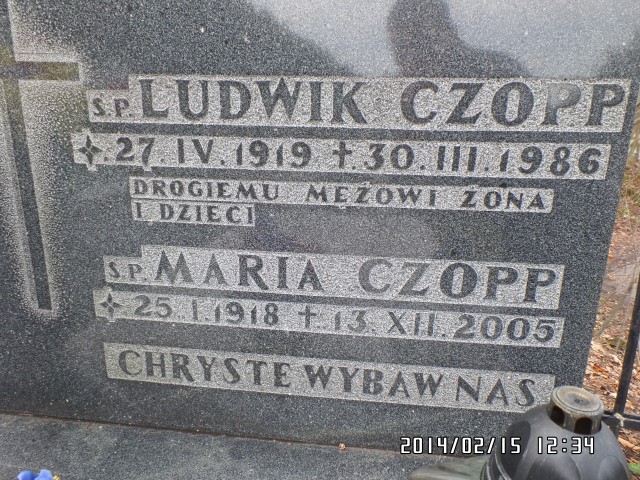 Ś.P. LUDWIK CZOPP
27. IV. 1919 † 30. III. 1986
DROGIEMU MĘŻOWI ŻONA
I DZIECI
Ś.P. MARIA CZOPP
25. I. 1918 † 13. XII. 2005
CHRYSTE WYBAW NAS
2014/02/15 12:34